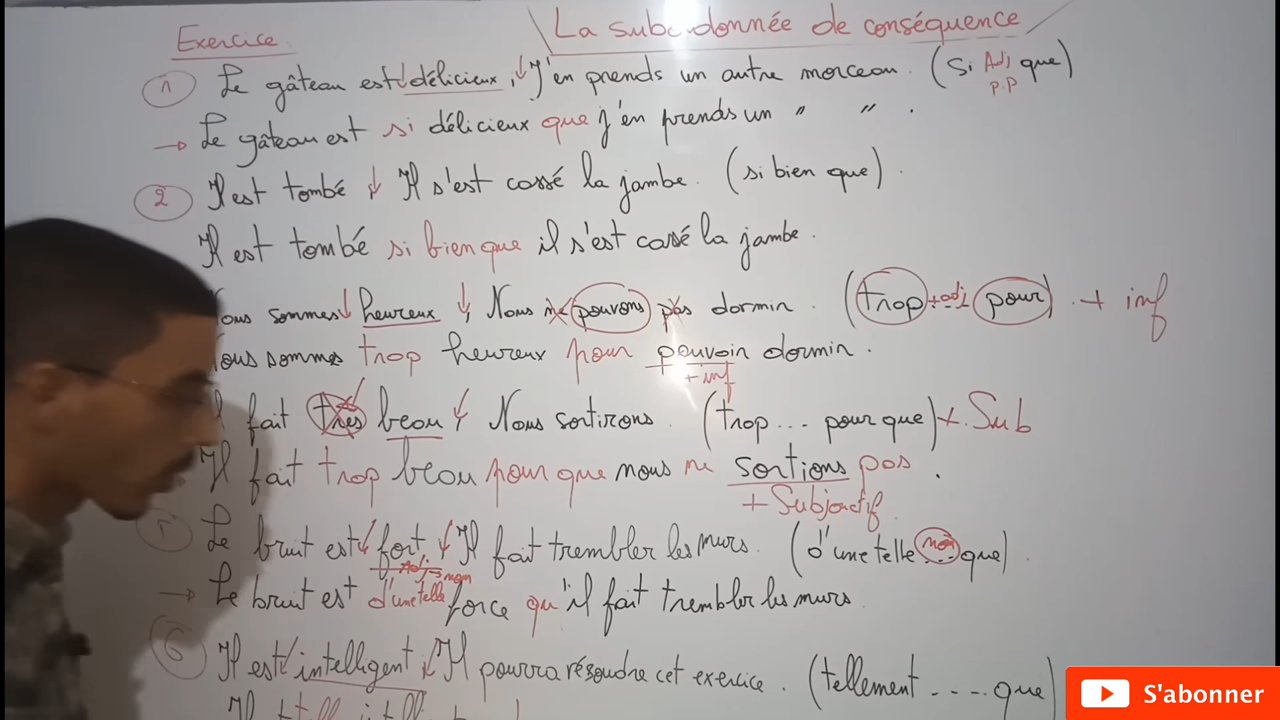 La subordonnée de conséquence
Exercice
1 Le gâteau est délicieux, J'en prends un autre morceau. (Si Adj que)
p.p
Le gâteau est si délicieux que j'en prends un " " .
2 Il est tombé Il s'est cassé la jambe. (si bien que).
Il est tombé si bien que il s'est cassé la jambe.
ous sommes heureux, Nous ne pouvons pas dormir. (trop +adj pour) + inf
ous sommes trop heureux pour pouvoir dormir.
+ inf
l fait très beau Nous sortirons. (trop ... pour que) + Sub
Il fait trop beau pour que nous ne sortions pas.
+ Subjonctif
Le bruit est fort, Il fait trembler les murs. (d'une telle nom que)
Adj nom
Le bruit est d'une telle force qu'il fait trembler les murs.
6 Il est intelligent Il pourra résoudre cet exercice. (tellement .... que)
S'abonner